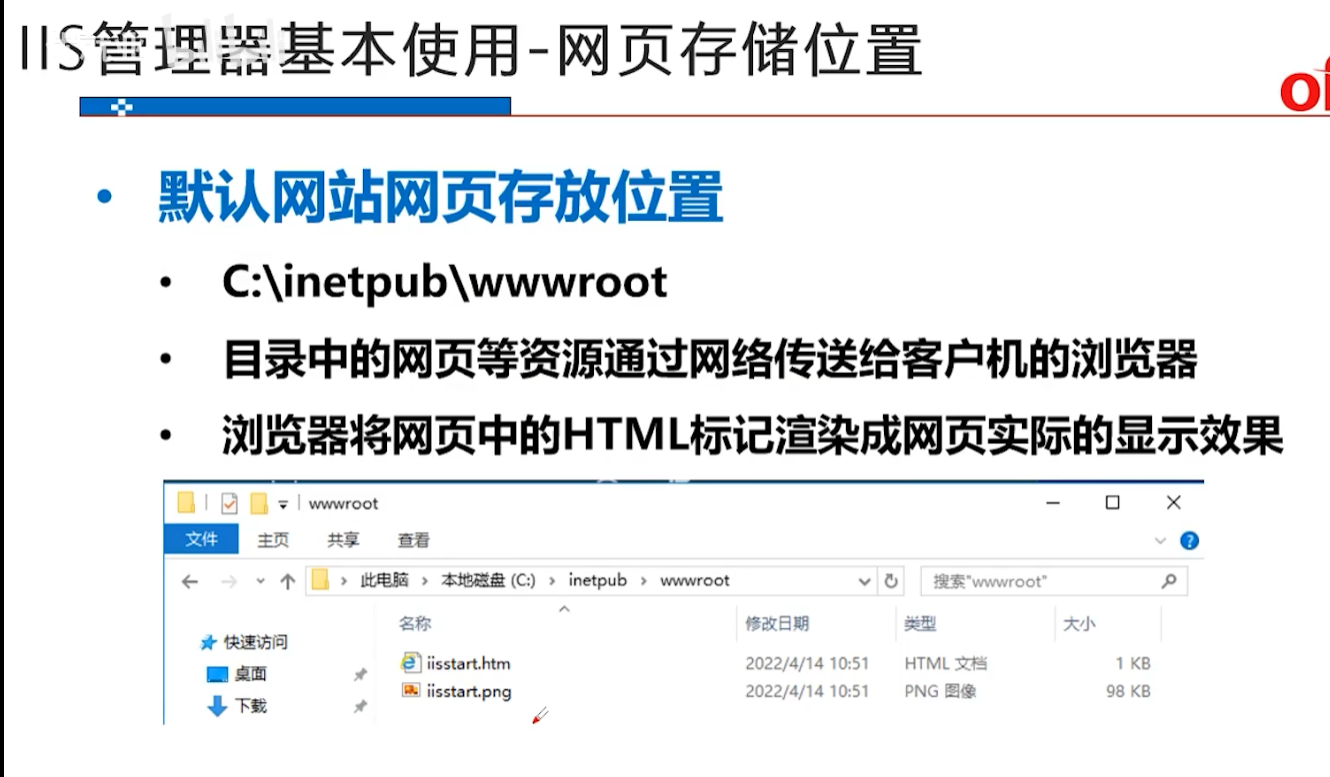 IIS管理器基本使用-网页存储位置
• 默认网站网页存放位置
• C:\inetpub\wwwroot
• 目录中的网页等资源通过网络传送给客户机的浏览器
• 浏览器将网页中的HTML标记渲染成网页实际的显示效果
wwwroot
文件 主页 共享 查看
此电脑 › 本地磁盘 (C:) › inetpub › wwwroot 搜索"wwwroot"
名称 修改日期 类型 大小
快速访问
桌面
下载
iisstart.htm 2022/4/14 10:51 HTML 文档 1 KB
iisstart.png 2022/4/14 10:51 PNG 图像 98 KB